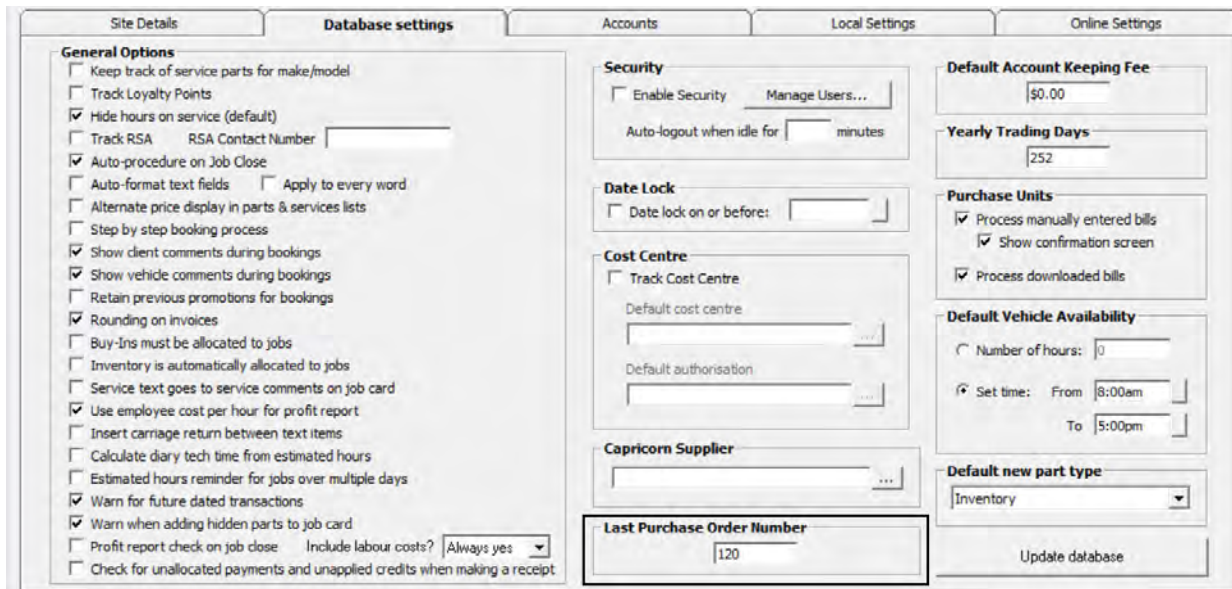 Site Details
Database settings
Accounts
Local Settings
Online Settings
General Options
Keep track of service parts for make/model
Track Loyalty Points
Hide hours on service (default)
Track RSA RSA Contact Number
Auto-procedure on Job Close
Auto-format text fields Apply to every word
Alternate price display in parts & services lists
Step by step booking process
Show client comments during bookings
Show vehicle comments during bookings
Retain previous promotions for bookings
Rounding on invoices
Buy-Ins must be allocated to jobs
Inventory is automatically allocated to jobs
Service text goes to service comments on job card
Use employee cost per hour for profit report
Insert carriage return between text items
Calculate diary tech time from estimated hours
Estimated hours reminder for jobs over multiple days
Warn for future dated transactions
Warn when adding hidden parts to job card
Profit report check on job close Include labour costs? Always yes
Check for unallocated payments and unapplied credits when making a receipt
Security
Enable Security Manage Users...
Auto-logout when idle for minutes
Date Lock
Date lock on or before:
Cost Centre
Track Cost Centre
Default cost centre
...
Default authorisation
...
Capricorn Supplier
...
Last Purchase Order Number
120
Default Account Keeping Fee
$0.00
Yearly Trading Days
252
Purchase Units
Process manually entered bills
Show confirmation screen
Process downloaded bills
Default Vehicle Availability
Number of hours: 0
Set time: From 8:00am
To 5:00pm
Default new part type
Inventory
Update database